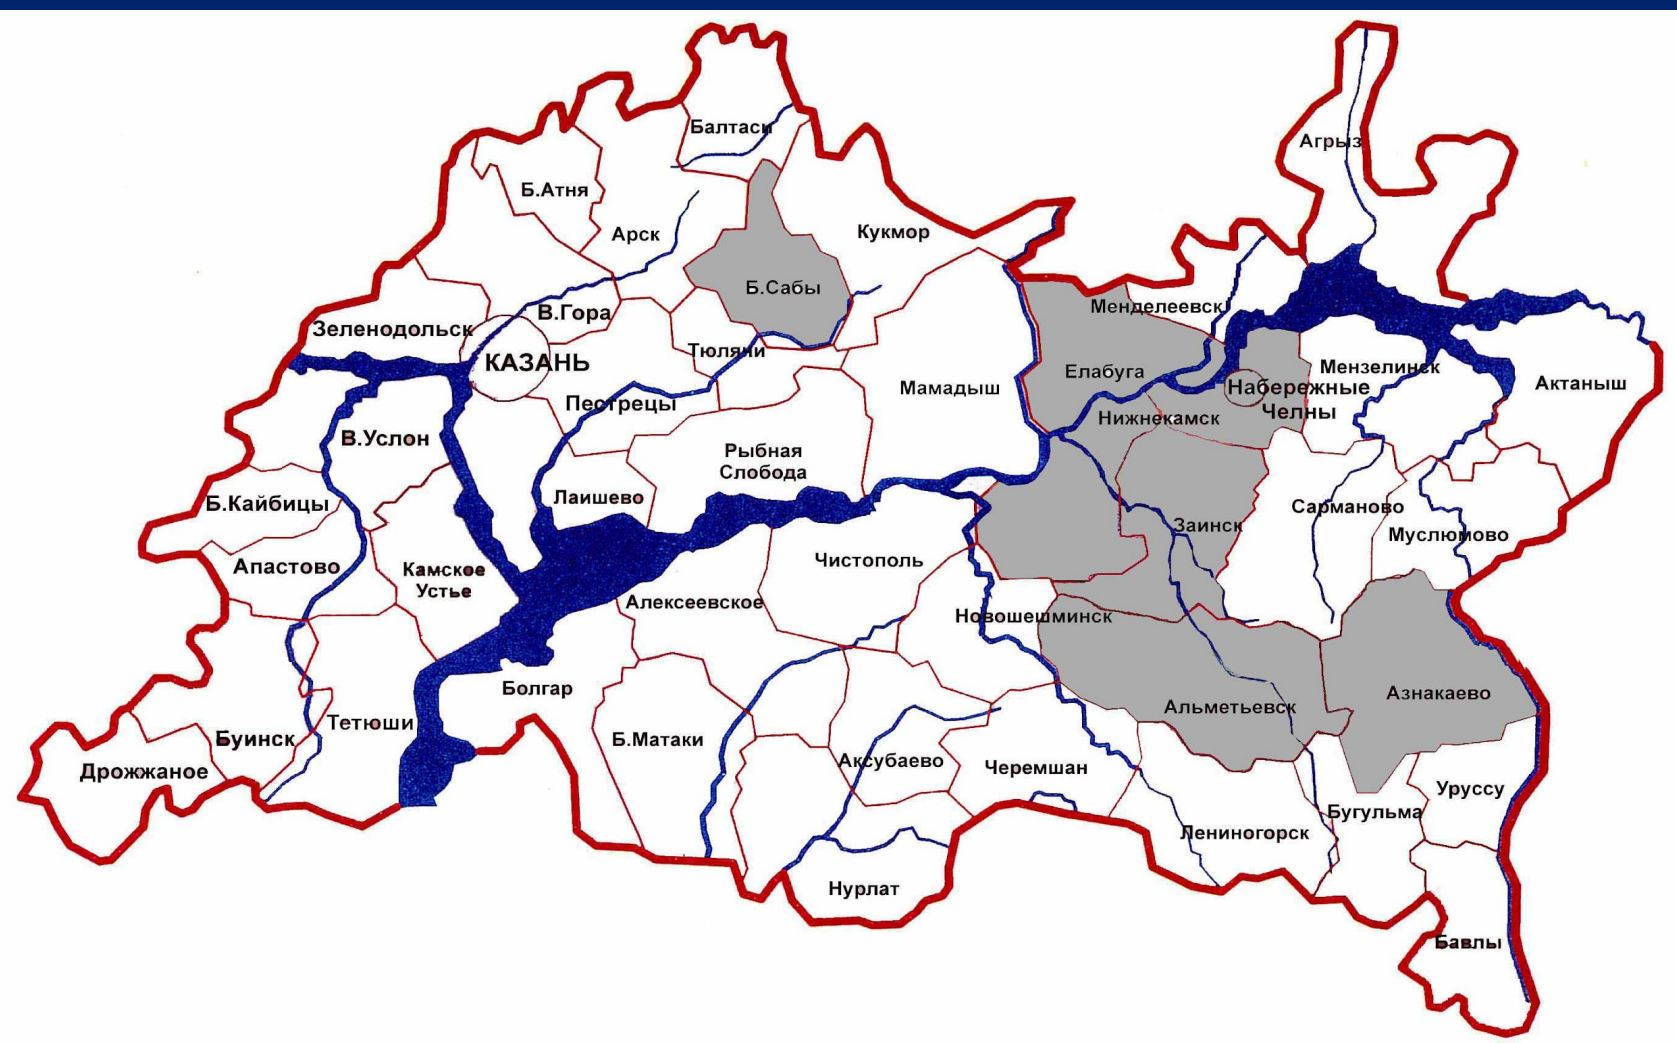 Балтаси
Агрыз
Б.Атня
Арск
Кукмор
Б.Сабы
Менделеевск
В.Гора
Зеленодольск
КАЗАНЬ
Тюлячи
Елабуга
Мензелинск
Актаныш
Мамадыш
Набережные
Челны
Пестрецы
Нижнекамск
В.Услон
Рыбная
Слобода
Б.Кайбицы
Лаишево
Сарманово
Заинск
Муслюмово
Чистополь
Апастово
Камское
Устье
Алексеевское
Новошешминск
Болгар
Азнакаево
Альметьевск
Тетюши
Буинск
Б.Матаки
Дрожжаное
Аксубаево
Черемшан
Уруссу
Бугульма
Лениногорск
Нурлат
Бавлы